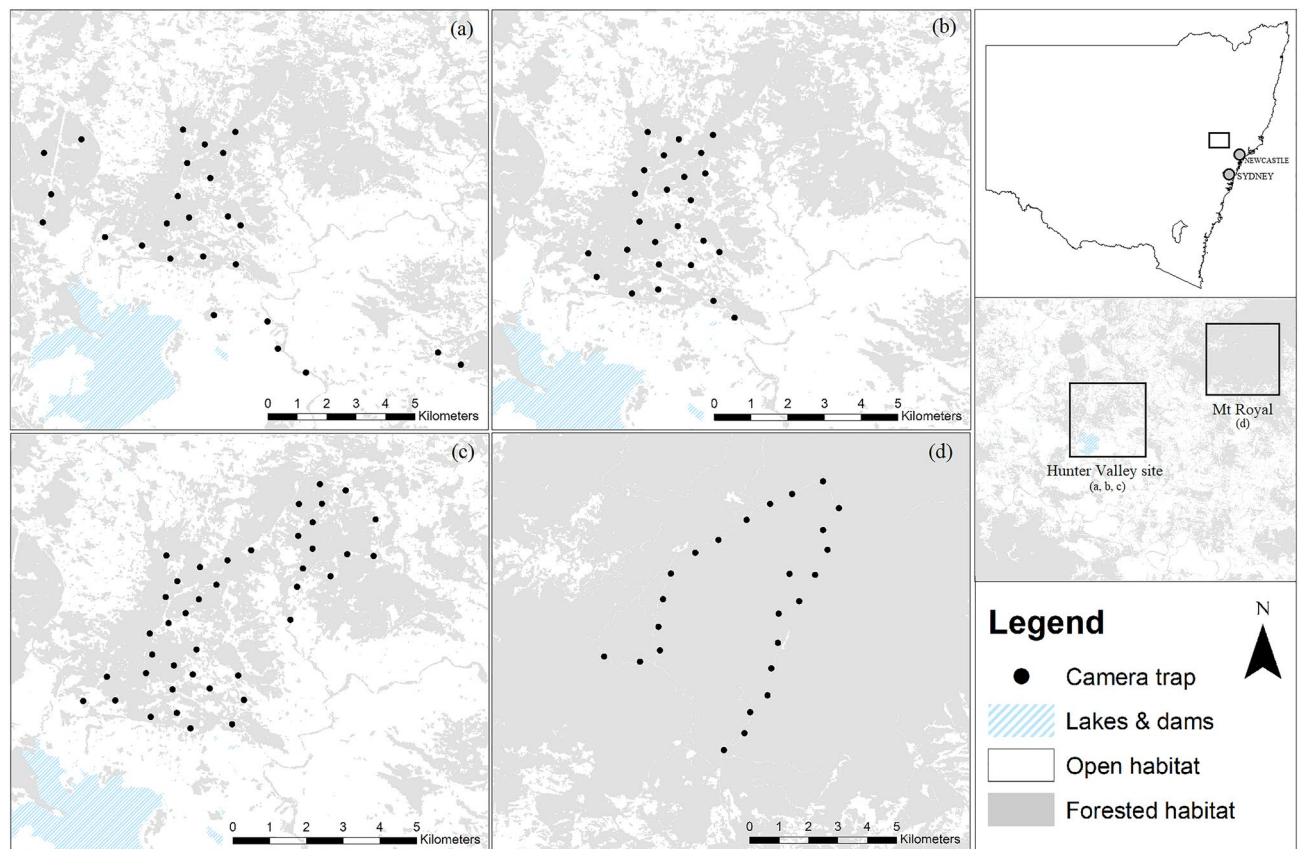 (a)
0 1 2 3 4 5
Kilometers
(b)
0 1 2 3 4 5
Kilometers
NEWCASTLE
SYDNEY
Mt Royal
(d)
Hunter Valley site
(a, b, c)
(c)
0 1 2 3 4 5
Kilometers
(d)
0 1 2 3 4 5
Kilometers
Legend
N
Camera trap
Lakes & dams
Open habitat
Forested habitat